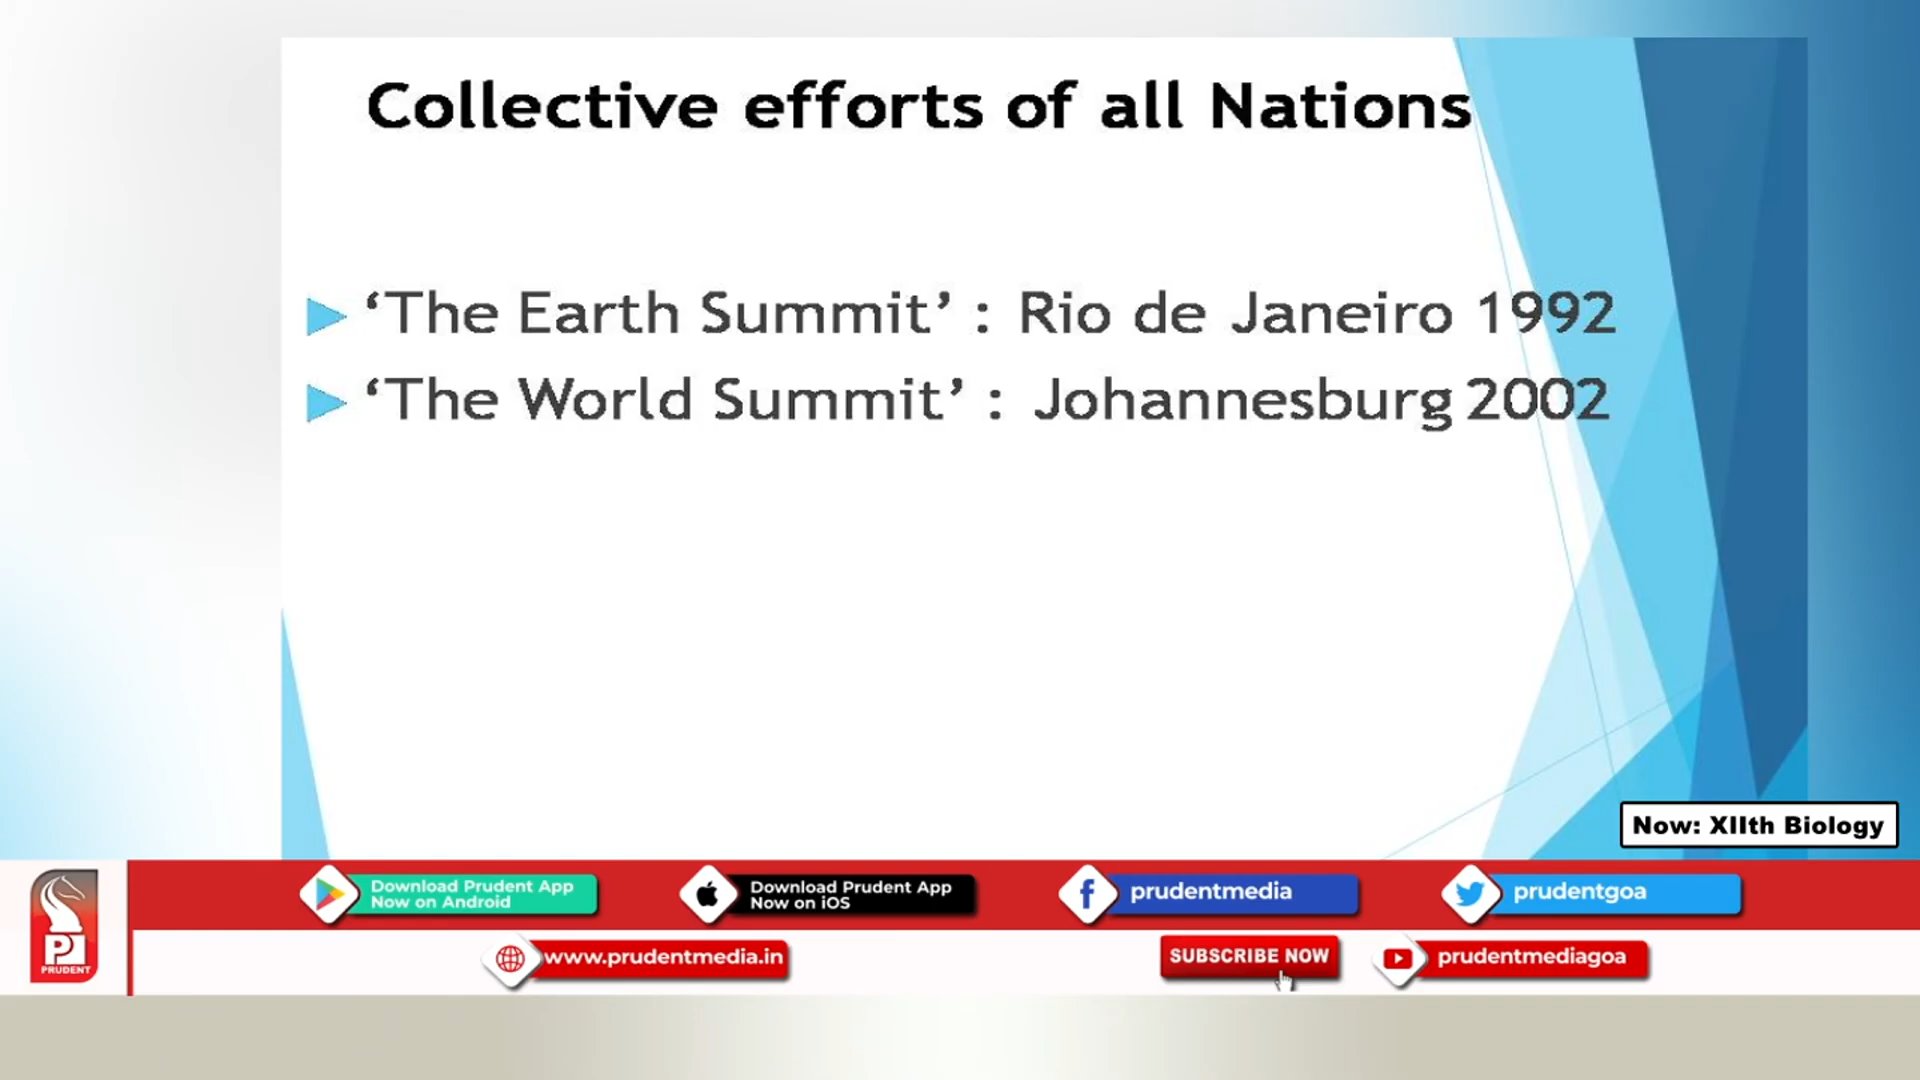 Collective efforts of all Nations
‘The Earth Summit’ : Rio de Janeiro 1992
‘The World Summit’ : Johannesburg 2002
Now: XIIth Biology
Download Prudent App
Now on Android
Download Prudent App
Now on iOS
prudentmedia
prudentgoa
PRUDENT
www.prudentmedia.in
SUBSCRIBE NOW
prudentmediagoa